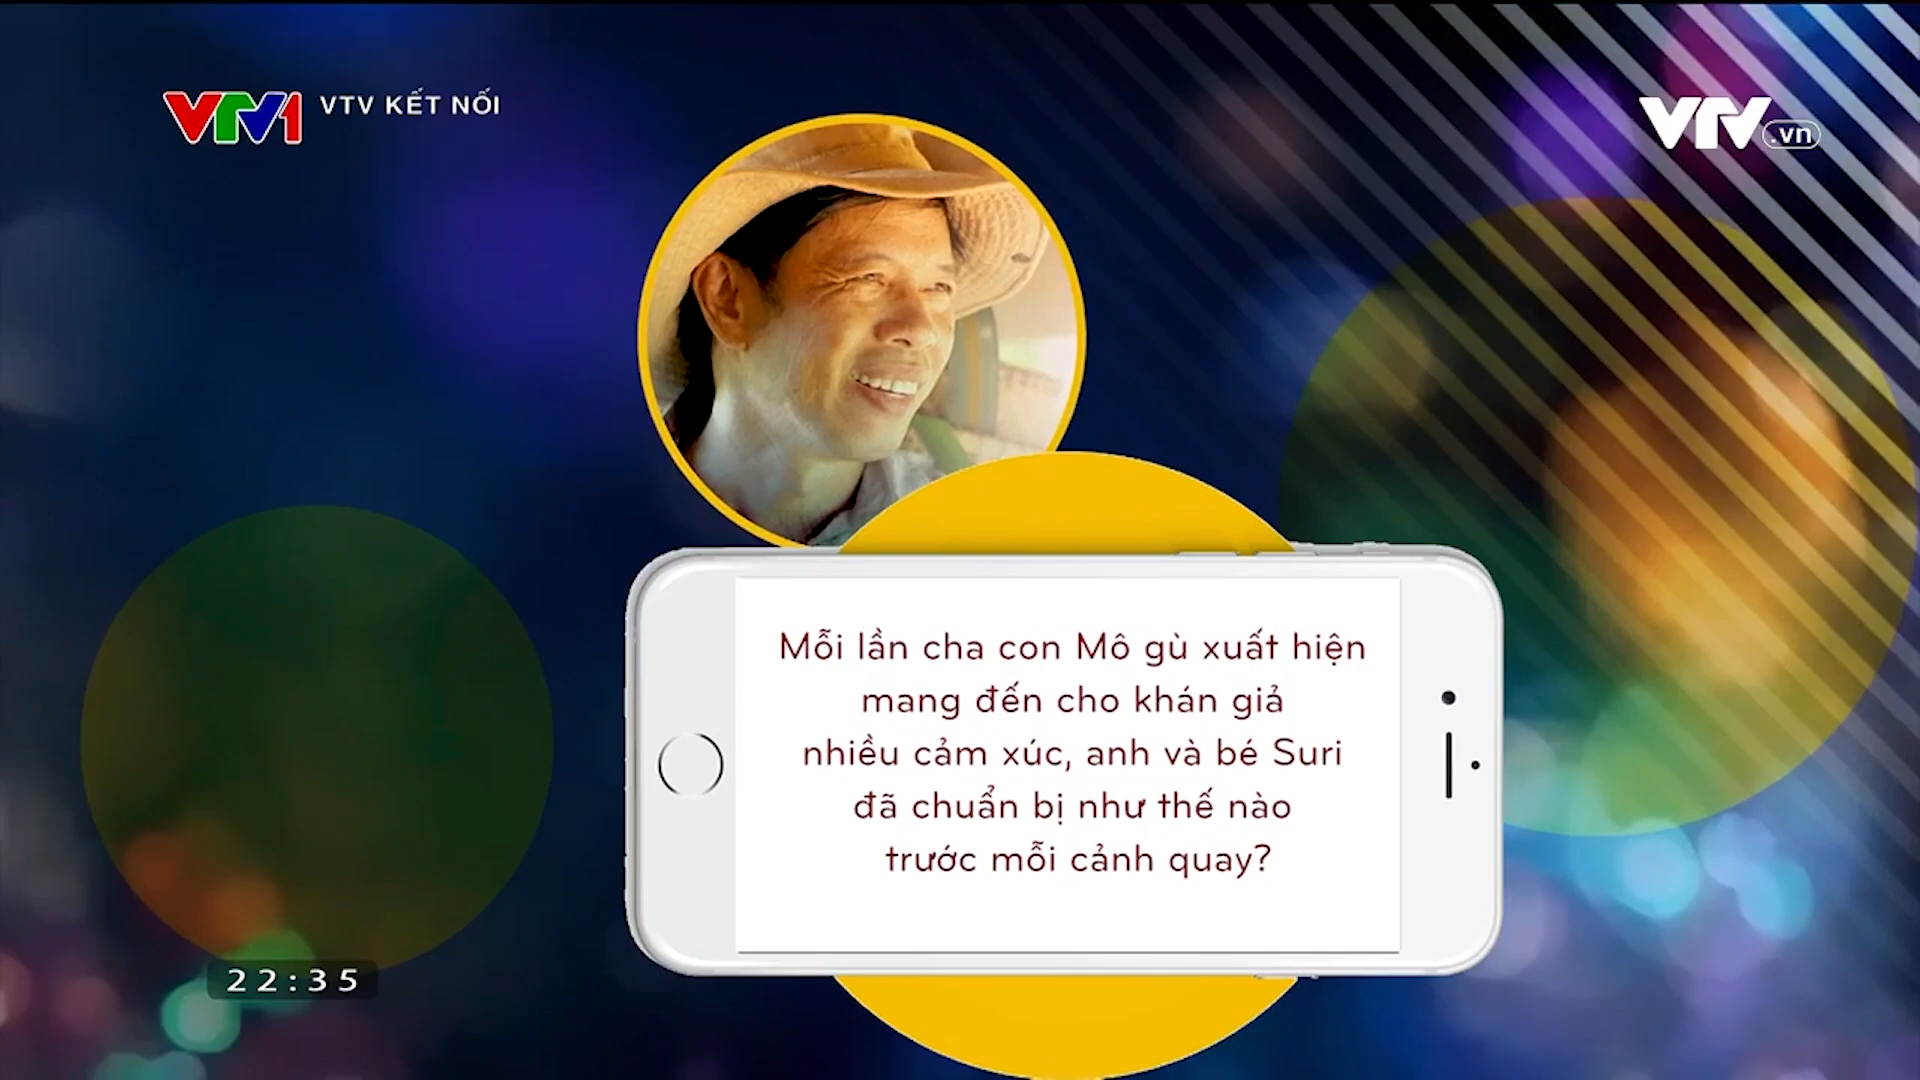 VTV1 VTV KẾT NỐI
VTV.vn
Mỗi lần cha con Mô gù xuất hiện
mang đến cho khán giả
nhiều cảm xúc, anh và bé Suri
đã chuẩn bị như thế nào
trước mỗi cảnh quay?
22:35